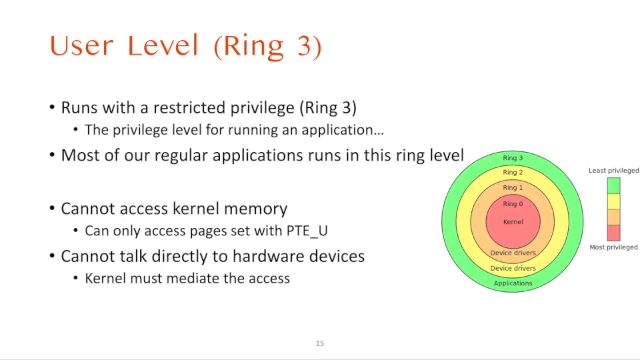 User Level (Ring 3)
• Runs with a restricted privilege (Ring 3)
• The privilege level for running an application…
• Most of our regular applications runs in this ring level
• Cannot access kernel memory
• Can only access pages set with PTE_U
• Cannot talk directly to hardware devices
• Kernel must mediate the access
Ring 3
Ring 2
Ring 1
Ring 0
Kernel
Device drivers
Device drivers
Applications
Least privileged
Most privileged
15